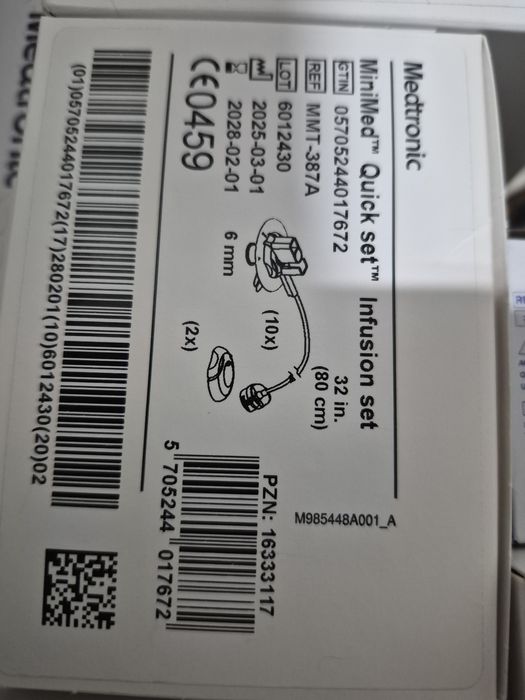 Medtronic
MiniMed™ Quick set™ Infusion set
GTIN 05705244017672
32 in.
(80 cm)
REF MMT-387A
LOT 6012430
2025-03-01
2028-02-01
6 mm
(10x)
(2x)
CE0459
M985448A001_A
PZN: 16333117
5 705244 017672
(01)05705244017672(17)280201(10)6012430(20)02